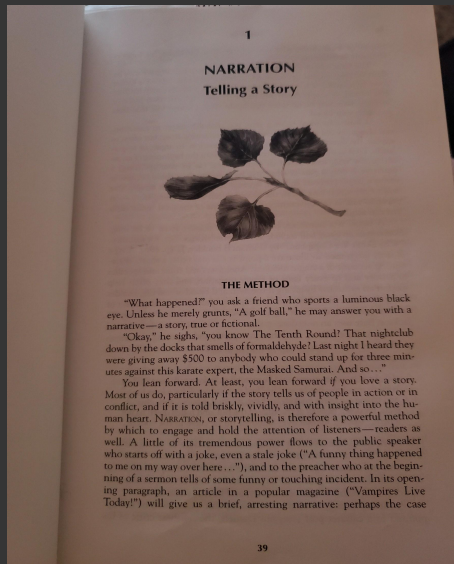 1
NARRATION
Telling a Story
THE METHOD
"What happened?" you ask a friend who sports a luminous black
eye. Unless he merely grunts, "A golf ball," he may answer you with a
narrative—a story, true or fictional.
"Okay," he sighs, "you know The Tenth Round? That nightclub
down by the docks that smells of formaldehyde? Last night I heard they
were giving away $500 to anybody who could stand up for three min-
utes against this karate expert, the Masked Samurai. And so..."
You lean forward. At least, you lean forward if you love a story.
Most of us do, particularly if the story tells us of people in action or in
conflict, and if it is told briskly, vividly, and with insight into the hu-
man heart. NARRATION, or storytelling, is therefore a powerful method
by which to engage and hold the attention of listeners—readers as
well. A little of its tremendous power flows to the public speaker
who starts off with a joke, even a stale joke ("A funny thing happened
to me on my way over here..."), and to the preacher who at the begin-
ning of a sermon tells of some funny or touching incident. In its open-
ing paragraph, an article in a popular magazine ("Vampires Live
Today!") will give us a brief, arresting narrative: perhaps the case
39